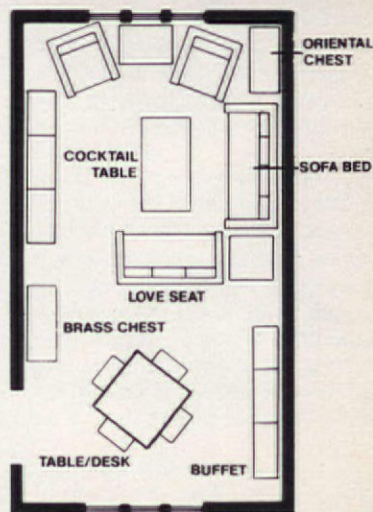 ORIENTAL
CHEST
COCKTAIL
TABLE
SOFA BED
LOVE SEAT
BRASS CHEST
TABLE/DESK
BUFFET